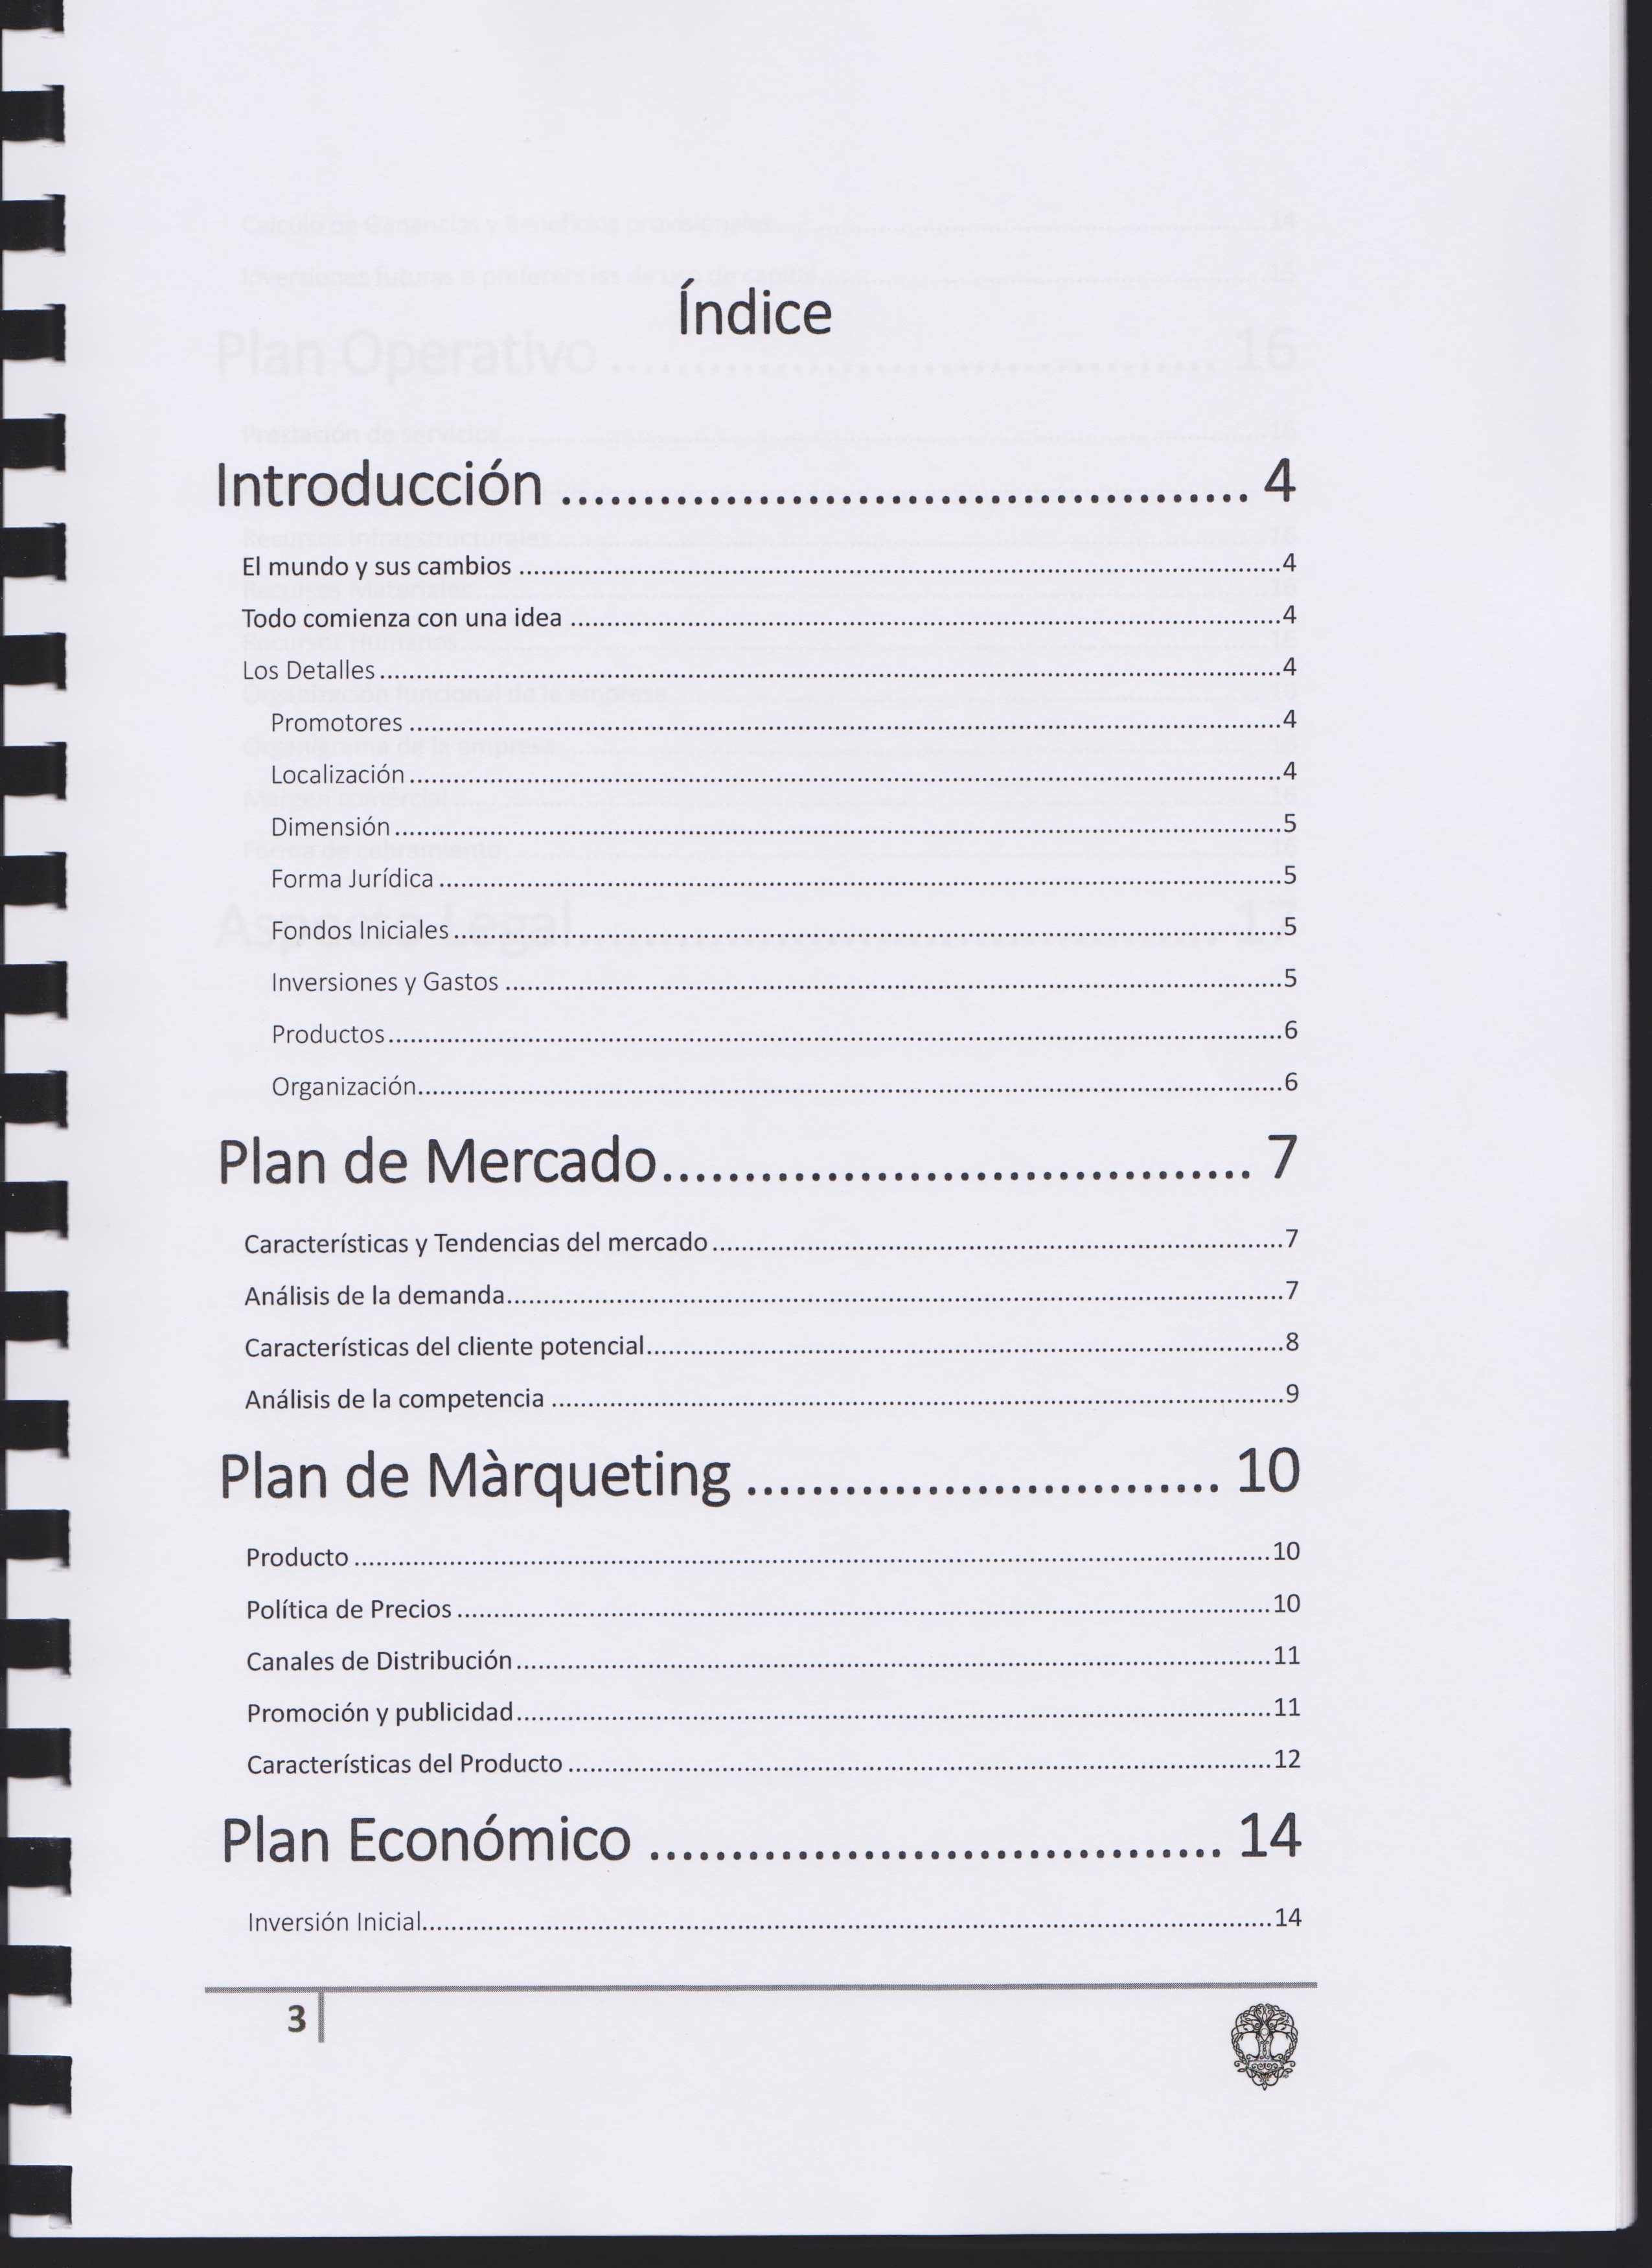 Índice
Introducción ........................................ 4
El mundo y sus cambios ........................................ 4
Todo comienza con una idea ........................................ 4
Los Detalles ........................................ 4
Promotores ........................................ 4
Localización ........................................ 4
Dimensión ........................................ 5
Forma Jurídica ........................................ 5
Fondos Iniciales ........................................ 5
Inversiones y Gastos ........................................ 5
Productos ........................................ 6
Organización ........................................ 6
Plan de Mercado ........................................ 7
Características y Tendencias del mercado ........................................ 7
Análisis de la demanda ........................................ 7
Características del cliente potencial ........................................ 8
Análisis de la competencia ........................................ 9
Plan de Màrqueting ........................................ 10
Producto ........................................ 10
Política de Precios ........................................ 10
Canales de Distribución ........................................ 11
Promoción y publicidad ........................................ 11
Características del Producto ........................................ 12
Plan Económico ........................................ 14
Inversión Inicial ........................................ 14
3